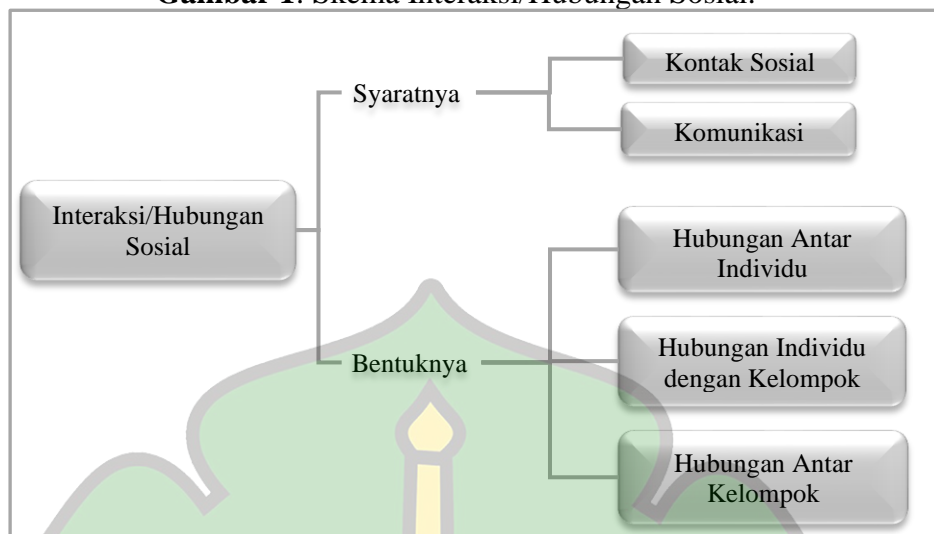 Gambar 1. Skema Interaksi/Hubungan Sosial.
Kontak Sosial
Syaratnya
Komunikasi
Interaksi/Hubungan
Sosial
Hubungan Antar
Individu
Bentuknya
Hubungan Individu
dengan Kelompok
Hubungan Antar
Kelompok